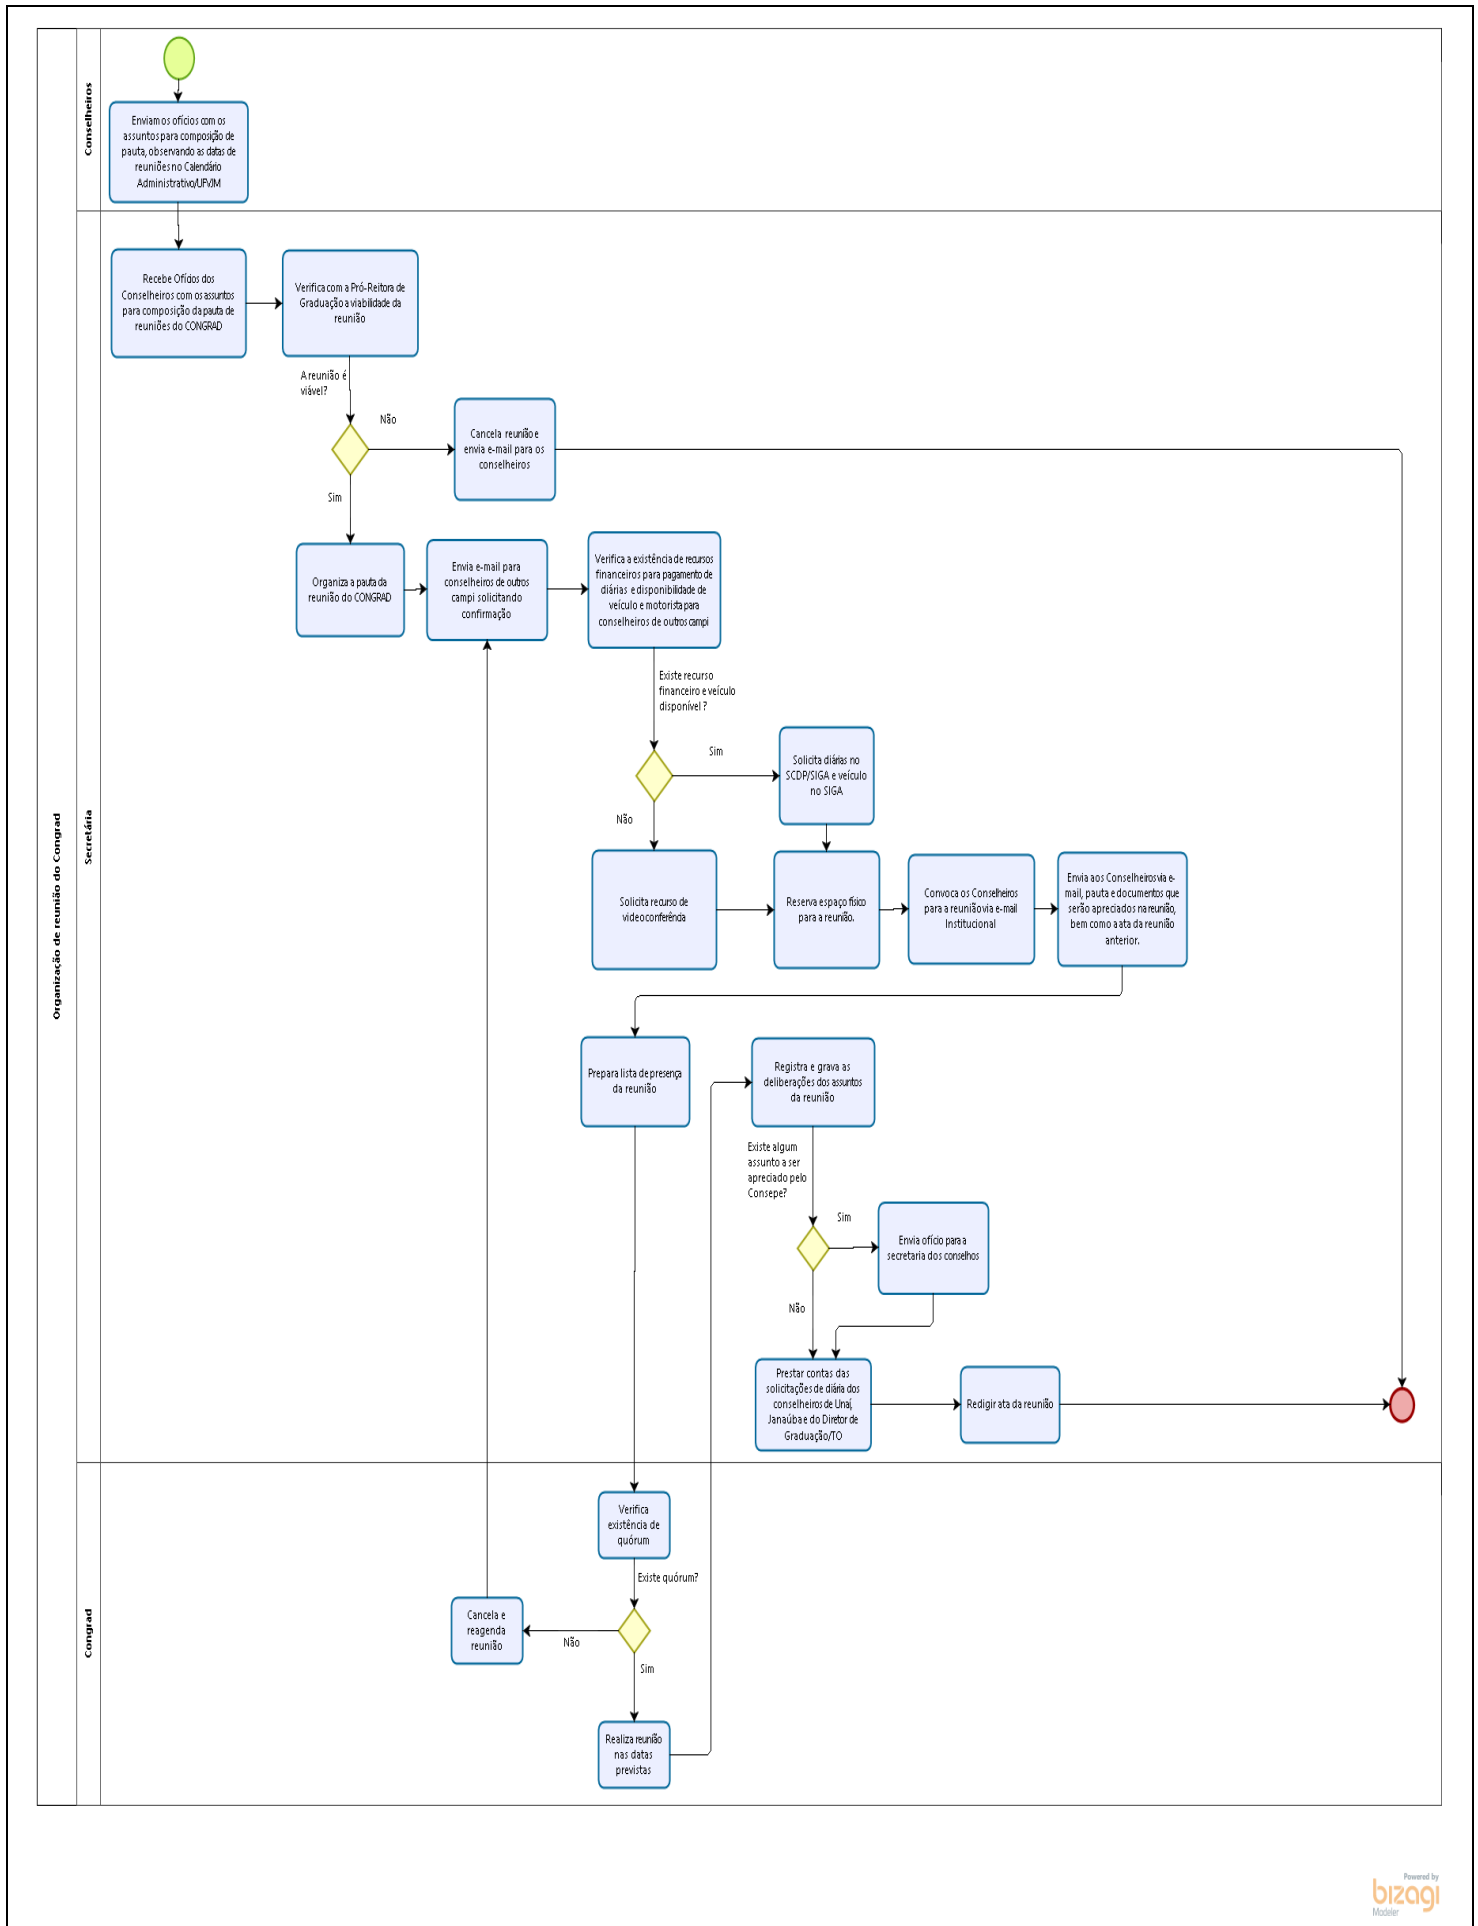 Organização de reunião do Congrad
Conselheiros
Enviam os ofícios com os
assuntos para composição de
pauta, observando as datas de
reuniões no Calendário
Administrativo/UFVJM
Secretária
Recebe Ofícios dos
Conselheiros com os assuntos
para composição da pauta de
reuniões do CONGRAD
Verifica com a Pró-Reitora de
Graduação a viabilidade da
reunião
A reunião é
viável?
Não
Cancela reunião e
envia e-mail para os
conselheiros
Sim
Organiza a pauta da
reunião do CONGRAD
Envia e-mail para
conselheiros de outros
campi solicitando
confirmação
Verifica a existência de recursos
financeiros para pagamento de
diárias e disponibilidade de
veículo e motorista para
conselheiros de outros campi
Existe recurso
financeiro e veículo
disponível ?
Sim
Solicita diárias no
SCDP/SIGA e veículo
no SIGA
Não
Solicita recurso de
videoconferência
Reserva espaço físico
para a reunião.
Convoca os Conselheiros
para a reunião via e-mail
Institucional
Envia aos Conselheiros via e-
mail, pauta e documentos que
serão apreciados na reunião,
bem como a ata da reunião
anterior.
Prepara lista de presença
da reunião
Registra e grava as
deliberações dos assuntos
da reunião
Existe algum
assunto a ser
apreciado pelo
Consepe?
Sim
Envia ofício para a
secretaria dos conselhos
Não
Prestar contas das
solicitações de diária dos
conselheiros de Unaí,
Janaúba e do Diretor de
Graduação/TO
Redigir ata da reunião
Congrad
Verifica
existência de
quórum
Existe quórum?
Cancela e
reagenda
reunião
Não
Sim
Realiza reunião
nas datas
previstas
Powered by
bizagi
Modeler